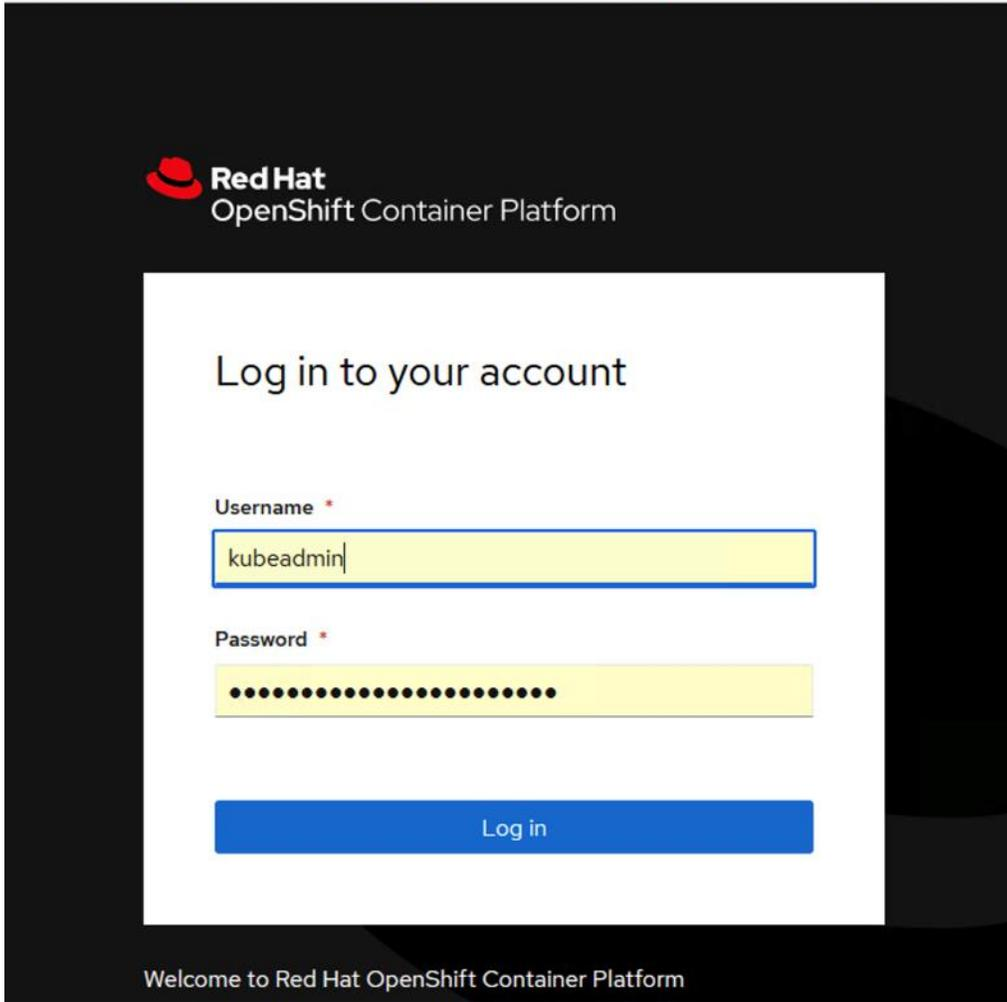 Red Hat
OpenShift Container Platform
Log in to your account
Username *
kubeadmin
Password *
●●●●●●●●●●●●●●●●●●●●●●●
Log in
Welcome to Red Hat OpenShift Container Platform